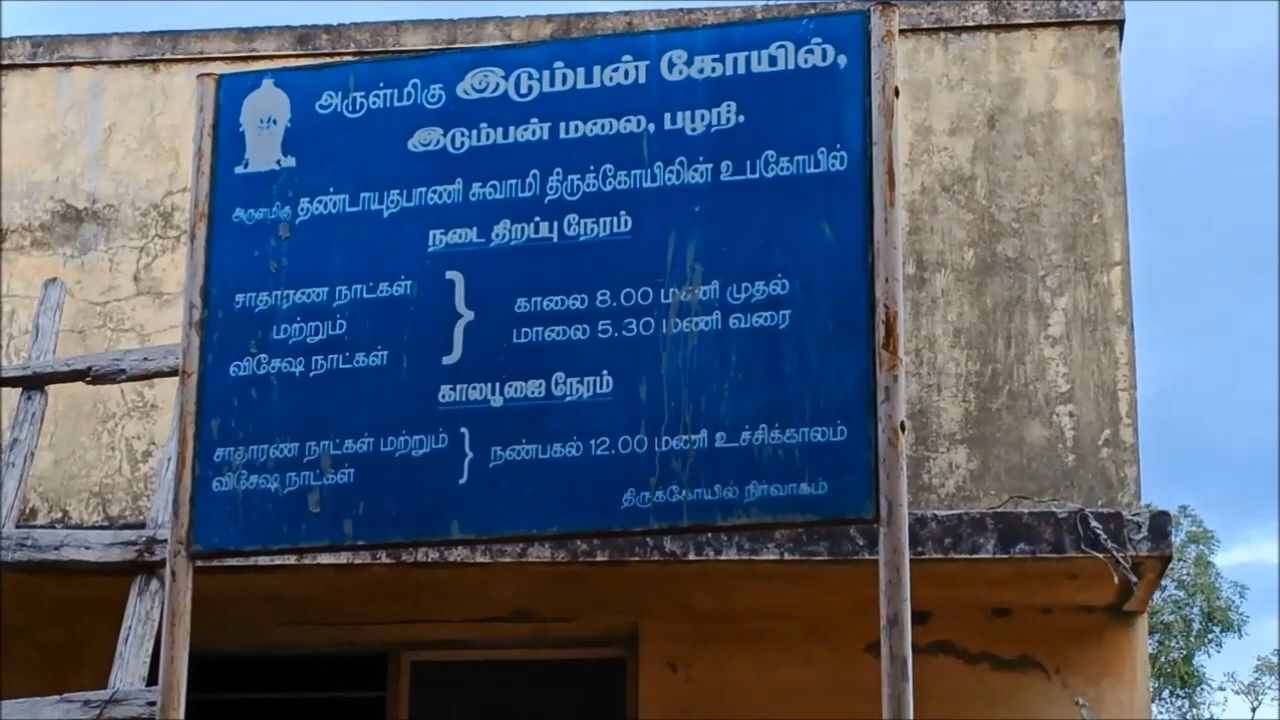 அருள்மிகு இடும்பன் கோயில்,
இடும்பன் மலை, பழநி.
அருள்மிகு தண்டாயுதபாணி சுவாமி திருக்கோயிலின் உபகோயில்
நடை திறப்பு நேரம்
சாதாரண நாட்கள்
மற்றும்
விசேஷ நாட்கள்
}
காலை 8.00 மணி முதல்
மாலை 5.30 மணி வரை
காலபூஜை நேரம்
சாதாரண நாட்கள் மற்றும்
விசேஷ நாட்கள்
}
நண்பகல் 12.00 மணி உச்சிக்காலம்
திருக்கோயில் நிர்வாகம்